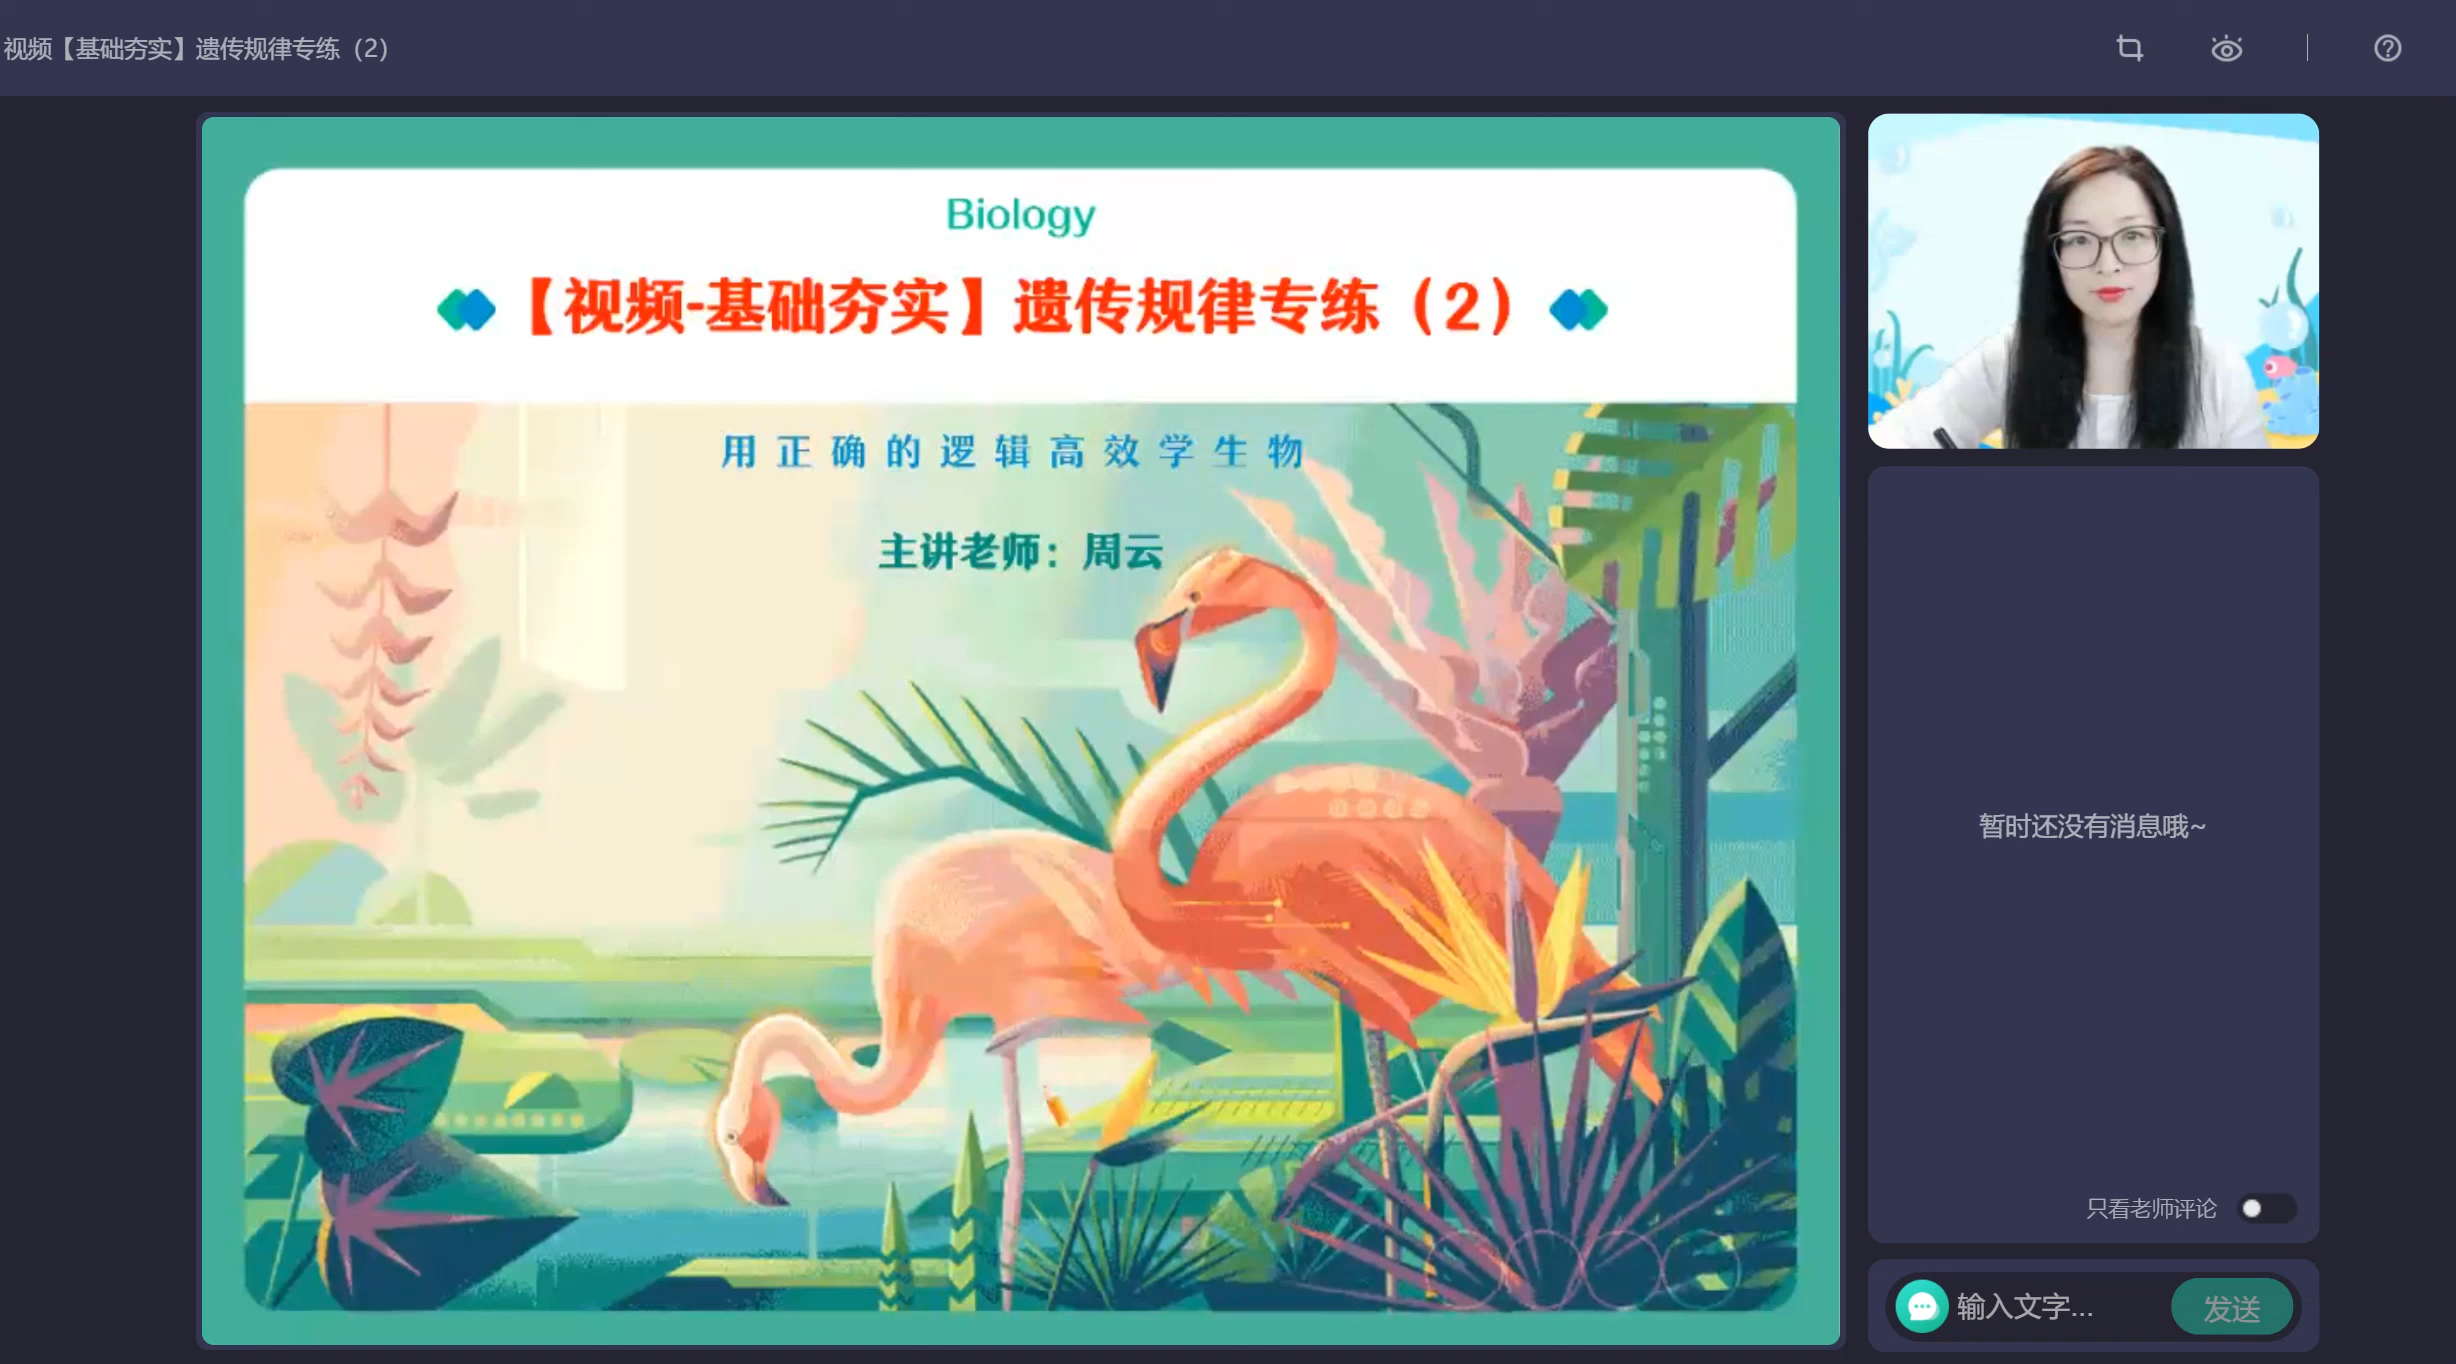 视频【基础夯实】遗传规律专练（2）
Biology
【视频-基础夯实】遗传规律专练（2）
用正确的逻辑高效学生物
主讲老师：周云
暂时还没有消息哦~
只看老师评论
输入文字...
发送